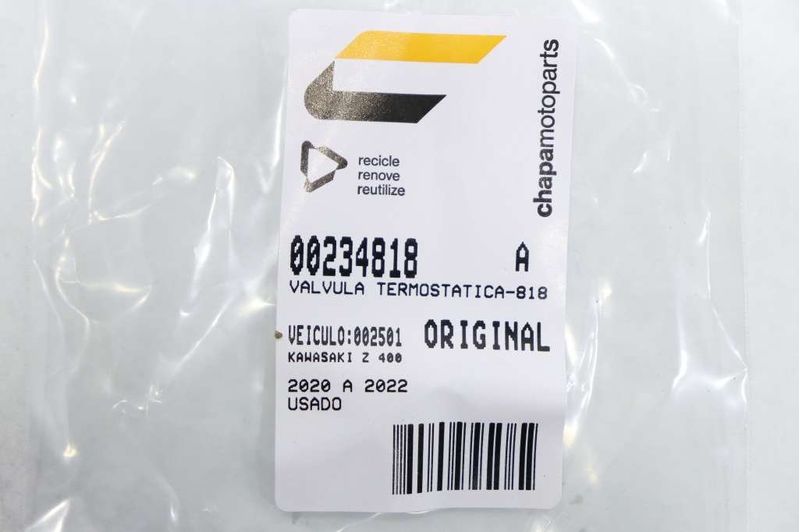 chapamotoparts
recicle
renove
reutilize
00234818 A
VALVULA TERMOSTATICA-818
VEICULO:002501 ORIGINAL
KAWASAKI Z 400
2020 A 2022
USADO